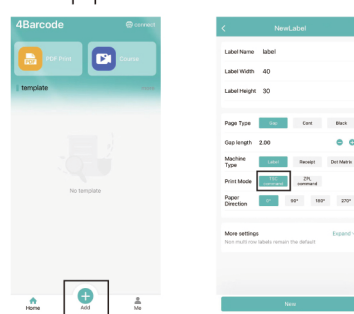 4Barcode
connect
PDF Print
Course
template
more
No template
Home
Add
Me
NewLabel
Label Name label
Label Width 40
Label Height 30
Page Type Gap Cont Black
Gap length 2.00
Machine Type Label Receipt Dot Matrix
Print Mode TSC command ZPL command
Paper Direction 0° 90° 180° 270°
More settings Expand
Non-multi row labels remain the default
New